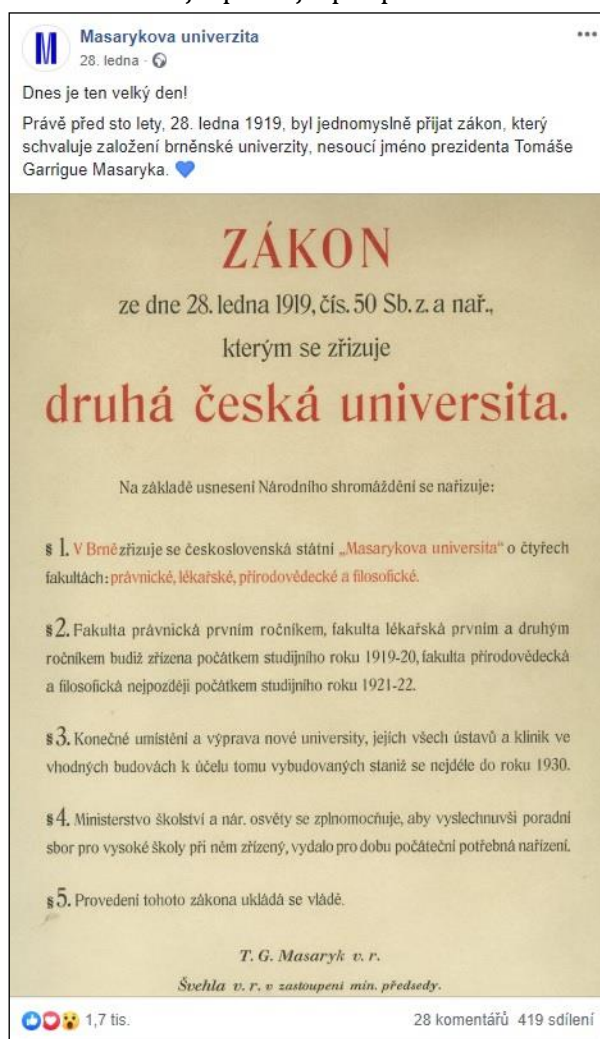 Masarykova univerzita
28. ledna
Dnes je ten velký den!
Právě před sto lety, 28. ledna 1919, byl jednomyslně přijat zákon, který
schvaluje založení brněnské univerzity, nesoucí jméno prezidenta Tomáše
Garrigue Masaryka. 💙
ZÁKON
ze dne 28. ledna 1919, čís. 50 Sb. z. a nař.,
kterým se zřizuje
druhá česká universita.
Na základě usnesení Národního shromáždění se nařizuje:
§ 1. V Brně zřizuje se československá státní „Masarykova universita“ o čtyřech
fakultách: právnické, lékařské, přírodovědecké a filosofické.
§ 2. Fakulta právnická prvním ročníkem, fakulta lékařská prvním a druhým
ročníkem budiž zřízena počátkem studijního roku 1919-20, fakulta přírodovědecká
a filosofická nejpozději počátkem studijního roku 1921-22.
§ 3. Konečné umístění a výprava nové university, jejích všech ústavů a klinik ve
vhodných budovách k účelu tomu vybudovaných staniž se nejdéle do roku 1930.
§ 4. Ministerstvo školství a nár. osvěty se zplnomocňuje, aby vyslechnuvši poradní
sbor pro vysoké školy při něm zřízený, vydalo pro dobu počáteční potřebná nařízení.
§ 5. Provedení tohoto zákona ukládá se vládě.
T. G. Masaryk v. r.
Švehla v. r. v zastoupení min. předsedy.
1,7 tis. 28 komentářů 419 sdílení